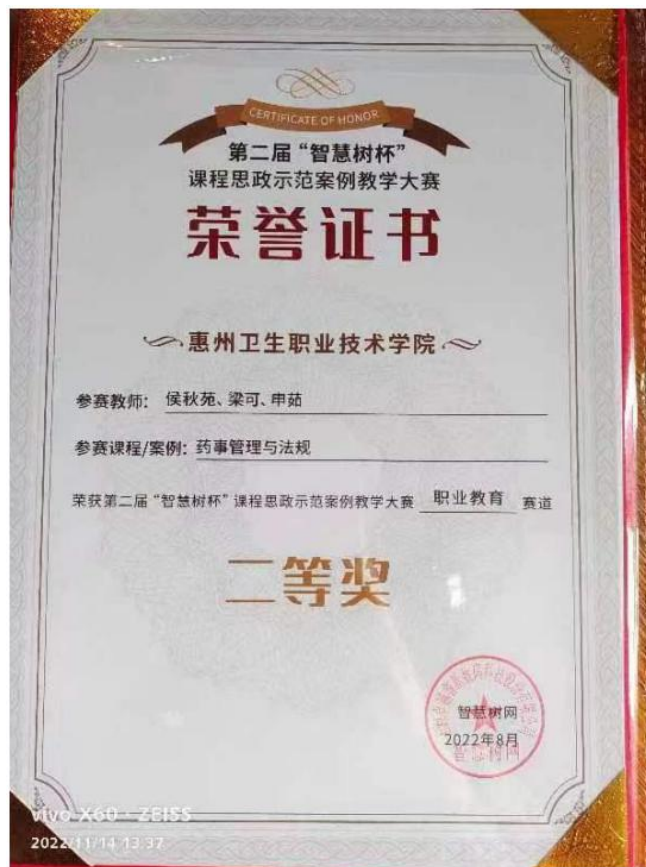 CERTIFICATE OF HONOR
第二届“智慧树杯”
课程思政示范案例教学大赛
荣誉证书
惠州卫生职业技术学院
参赛教师: 侯秋苑、梁可、申茹
参赛课程/案例: 药事管理与法规
荣获第二届“智慧树杯”课程思政示范案例教学大赛 职业教育 赛道
二等奖
智慧树网
2022年8月
vivo X60 · ZEISS
2022/11/14 13:37